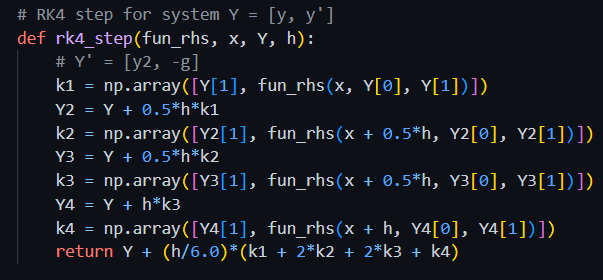 # RK4 step for system Y = [y, y']
def rk4_step(fun_rhs, x, Y, h):
    # Y' = [y2, -g]
    k1 = np.array([Y[1], fun_rhs(x, Y[0], Y[1])])
    Y2 = Y + 0.5*h*k1
    k2 = np.array([Y2[1], fun_rhs(x + 0.5*h, Y2[0], Y2[1])])
    Y3 = Y + 0.5*h*k2
    k3 = np.array([Y3[1], fun_rhs(x + 0.5*h, Y3[0], Y3[1])])
    Y4 = Y + h*k3
    k4 = np.array([Y4[1], fun_rhs(x + h, Y4[0], Y4[1])])
    return Y + (h/6.0)*(k1 + 2*k2 + 2*k3 + k4)